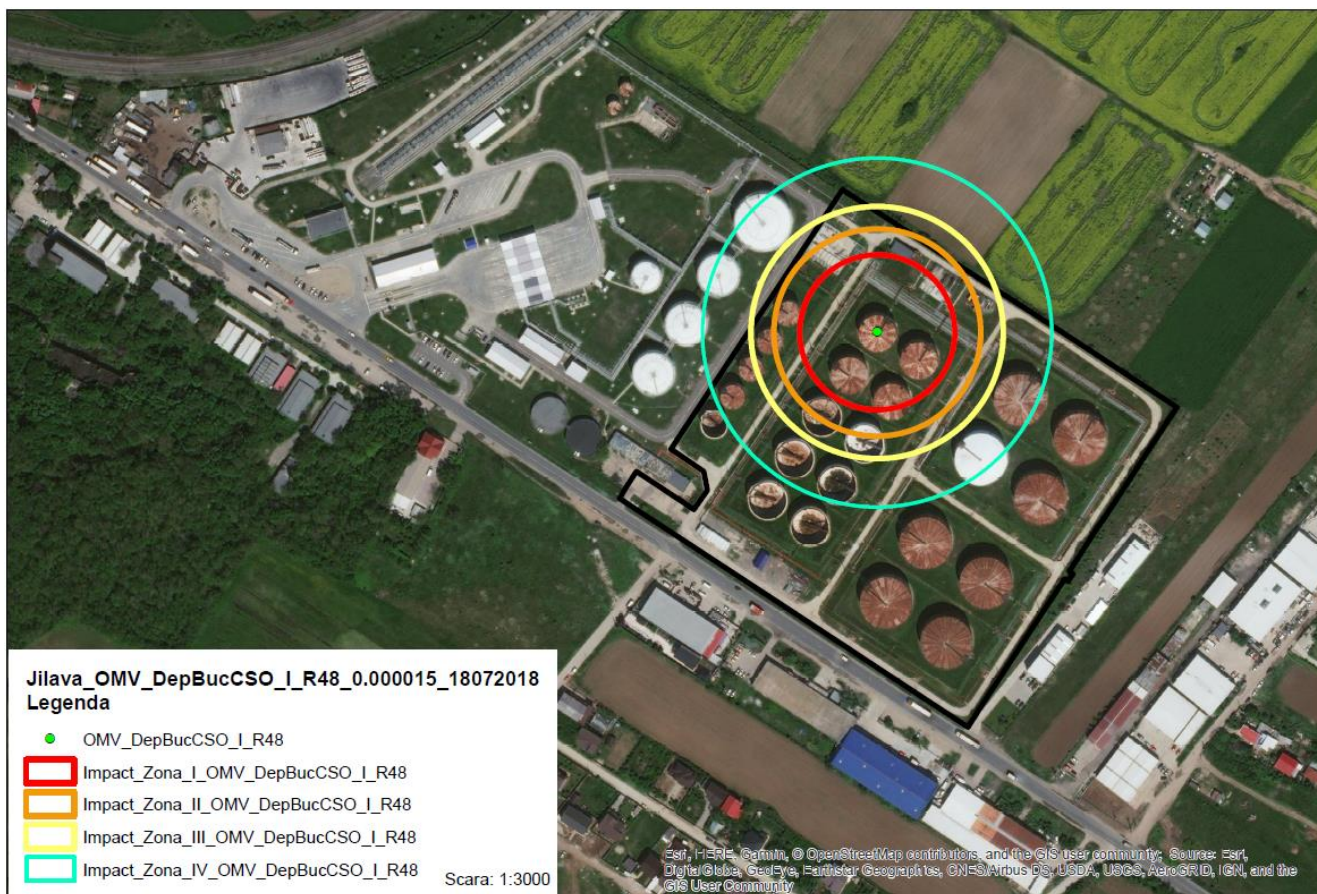 Jilava_OMV_DepBucCSO_I_R48_0.000015_18072018
Legenda
OMV_DepBucCSO_I_R48
Impact_Zona_I_OMV_DepBucCSO_I_R48
Impact_Zona_II_OMV_DepBucCSO_I_R48
Impact_Zona_III_OMV_DepBucCSO_I_R48
Impact_Zona_IV_OMV_DepBucCSO_I_R48
Scara: 1:3000
Esri, HERE, Garmin, © OpenStreetMap contributors, and the GIS user community; Source: Esri,
DigitalGlobe, GeoEye, Earthstar Geographics, CNES/Airbus DS, USDA, USGS, AeroGRID, IGN, and the
GIS User Community